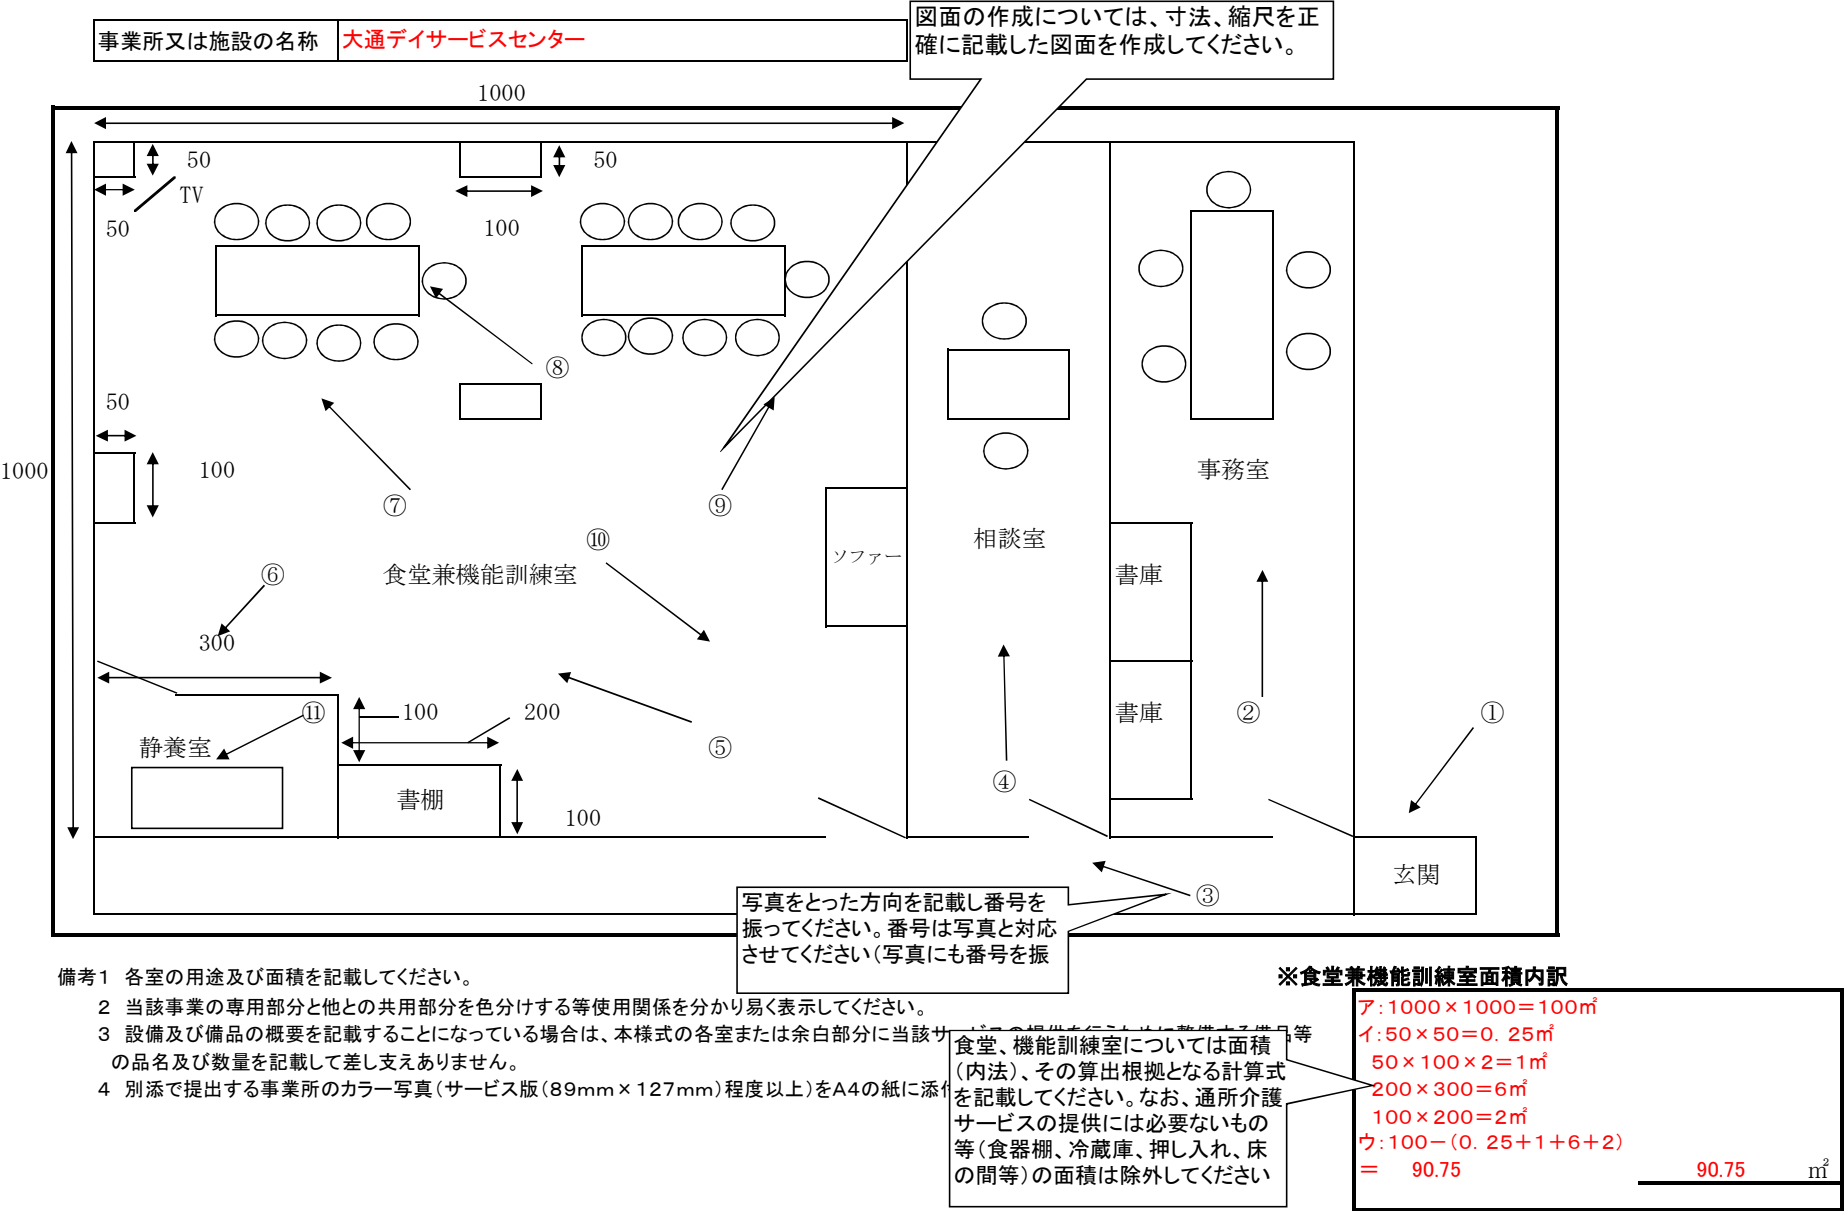 事業所又は施設の名称
大通デイサービスセンター
図面の作成については、寸法、縮尺を正
確に記載した図面を作成してください。
1000
50
TV
50
50
100
⑧
50
1000
100
⑦
⑨
⑩
⑥
食堂兼機能訓練室
ソファー
相談室
事務室
書庫
300
書庫
②
①
⑪
100
200
静養室
⑤
④
書棚
100
玄関
③
写真をとった方向を記載し番号を
振ってください。番号は写真と対応
させてください（写真にも番号を振
備考1 各室の用途及び面積を記載してください。
2 当該事業の専用部分と他との共用部分を色分けする等使用関係を分かり易く表示してください。
3 設備及び備品の概要を記載することになっている場合は、本様式の各室または余白部分に当該サ
等
の品名及び数量を記載して差し支えありません。
4 別添で提出する事業所のカラー写真（サービス版（89mm×127mm）程度以上）をA4の紙に添
食堂、機能訓練室については面積
（内法）、その算出根拠となる計算式
を記載してください。なお、通所介護
サービスの提供には必要ないもの
等（食器棚、冷蔵庫、押し入れ、床
の間等）の面積は除外してください
※食堂兼機能訓練室面積内訳
ア：1000×1000＝100㎡
イ：50×50＝0．25㎡
50×100×2＝1㎡
200×300＝6㎡
100×200＝2㎡
ウ：100－（0．25＋1＋6＋2）
＝ 90.75
90.75 ㎡